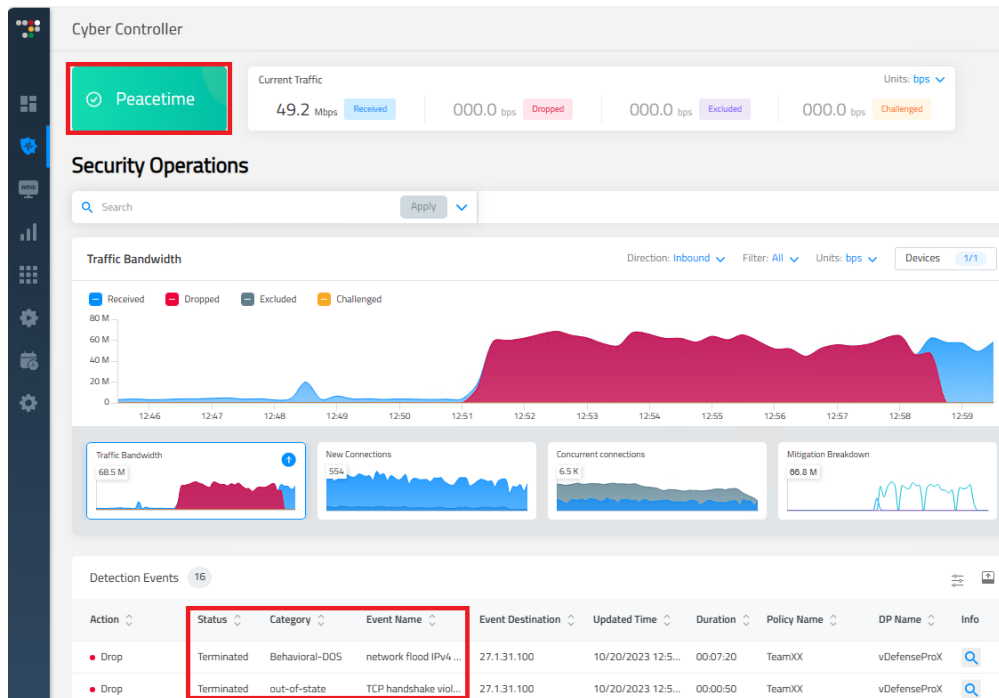 Cyber Controller
Peacetime
Current Traffic
Units: bps
49.2 Mbps Received
000.0 bps Dropped
000.0 bps Excluded
000.0 bps Challenged
Security Operations
Search
Apply
Traffic Bandwidth
Direction: Inbound
Filter: All
Units: bps
Devices 1/1
Received
Dropped
Excluded
Challenged
80 M
60 M
40 M
20 M
0
12:46 12:47 12:48 12:49 12:50 12:51 12:52 12:53 12:54 12:55 12:56 12:57 12:58 12:59
Traffic Bandwidth
68.5 M
New Connections
554
Concurrent connections
6.5 K
Mitigation Breakdown
66.8 M
Detection Events 16
Action Status Category Event Name Event Destination Updated Time Duration Policy Name DP Name Info
Drop Terminated Behavioral-DOS network flood IPv4 ... 27.1.31.100 10/20/2023 12:5... 00:07:20 TeamXX vDefenseProX
Drop Terminated out-of-state TCP handshake viol... 27.1.31.100 10/20/2023 12:5... 00:00:50 TeamXX vDefenseProX